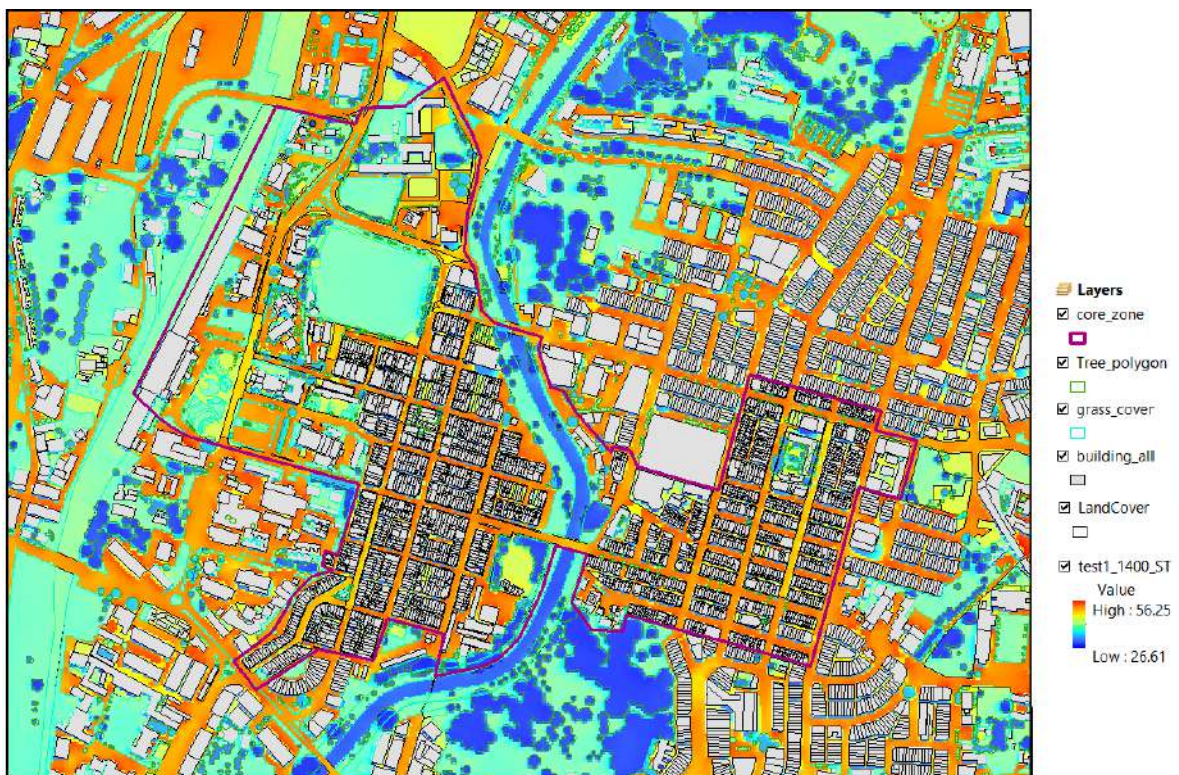 Layers
core_zone
Tree_polygon
grass_cover
building_all
LandCover
test1_1400_ST
Value
High : 56.25
Low : 26.61